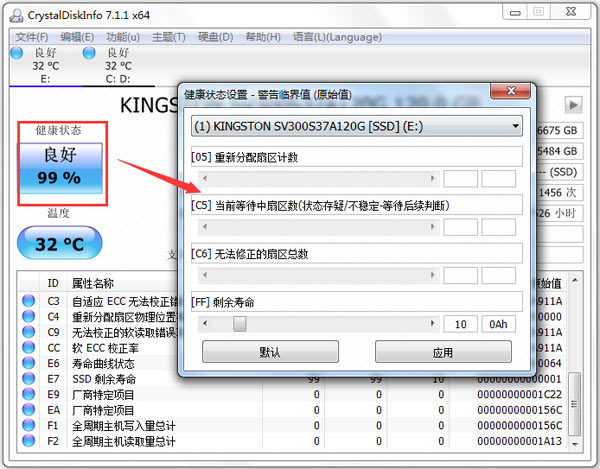 CrystalDiskInfo 7.1.1 x64
文件(F) 编辑(E) 功能(u) 主题(T) 硬盘(D) 帮助(H) 语言(L)(Language)
良好 良好
32 °C 32 °C
E: C: D:
KINGSTON
健康状态
良好
99 %
温度
32 °C
6675 GB
5484 GB
---- (SSD)
1456 次
26 小时
健康状态设置 - 警告临界值 (原始值)
(1) KINGSTON SV300S37A120G [SSD] (E:)
[05] 重新分配扇区计数
[C5] 当前等待中扇区数(状态存疑/不稳定-等待后续判断)
[C6] 无法修正的扇区总数
[FF] 剩余寿命
10 0Ah
默认 应用
ID 属性名称
C3 自适应 ECC 无法校正错 911A
C4 重新分配扇区物理位置 0000
C9 无法校正的软读取错误 911A
CC 软 ECC 校正率 911A
E6 寿命曲线状态 0064
E7 SSD 剩余寿命 99 99 10 000000000001
E9 厂商特定项目 0 0 0 000000001C22
EA 厂商特定项目 0 0 0 00000000156C
F1 全周期主机写入量总计 0 0 0 00000000156C
F2 全周期主机读取量总计 0 0 0 000000001A13